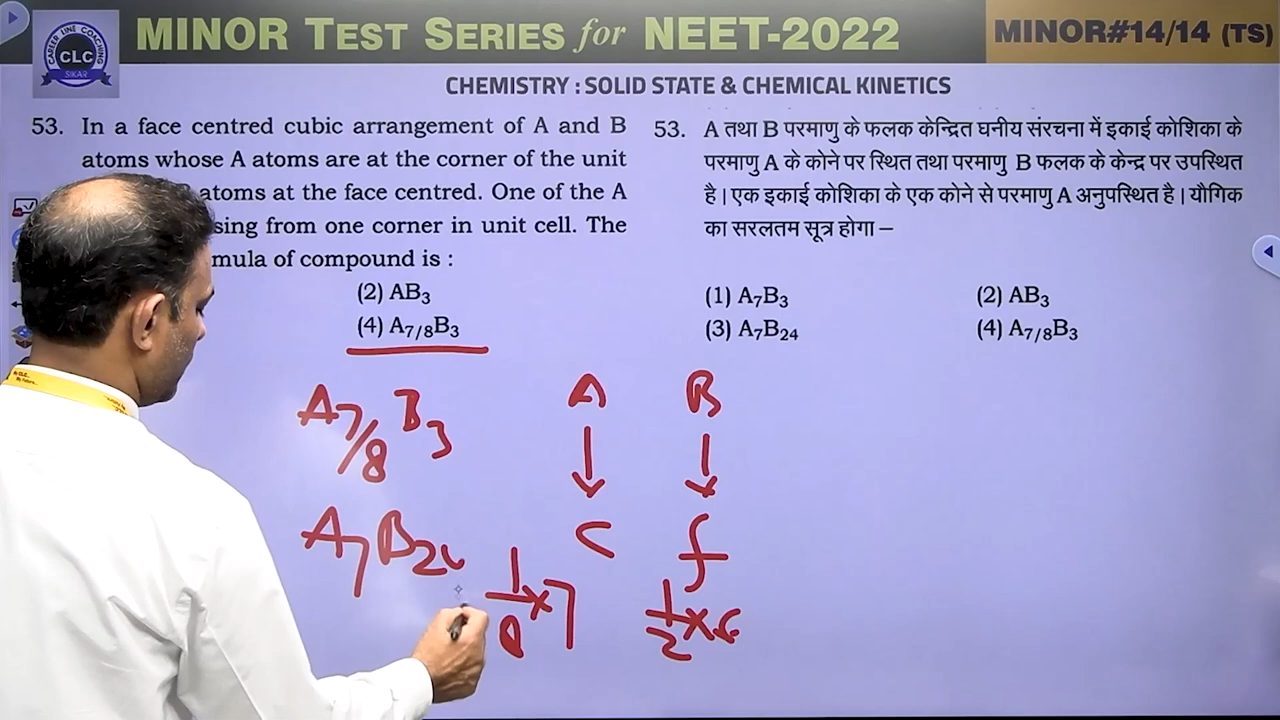 MINOR TEST SERIES for NEET-2022
MINOR#14/14 (TS)
CAREER LINE COACHING
CLC
SIKAR
CHEMISTRY : SOLID STATE & CHEMICAL KINETICS
53. In a face centred cubic arrangement of A and B
atoms whose A atoms are at the corner of the unit
atoms at the face centred. One of the A
sing from one corner in unit cell. The
mula of compound is :
(2) AB3
(4) A7/8B3
53. A तथा B परमाणु के फलक केन्द्रित घनीय संरचना में इकाई कोशिका के
परमाणु A के कोने पर स्थित तथा परमाणु B फलक के केन्द्र पर उपस्थित
है। एक इकाई कोशिका के एक कोने से परमाणु A अनुपस्थित है। यौगिक
का सरलतम सूत्र होगा –
(1) A7B3 (2) AB3
(3) A7B24 (4) A7/8B3
A7/8 B3
A B
C f
A7B2
1/8×7 1/2×6